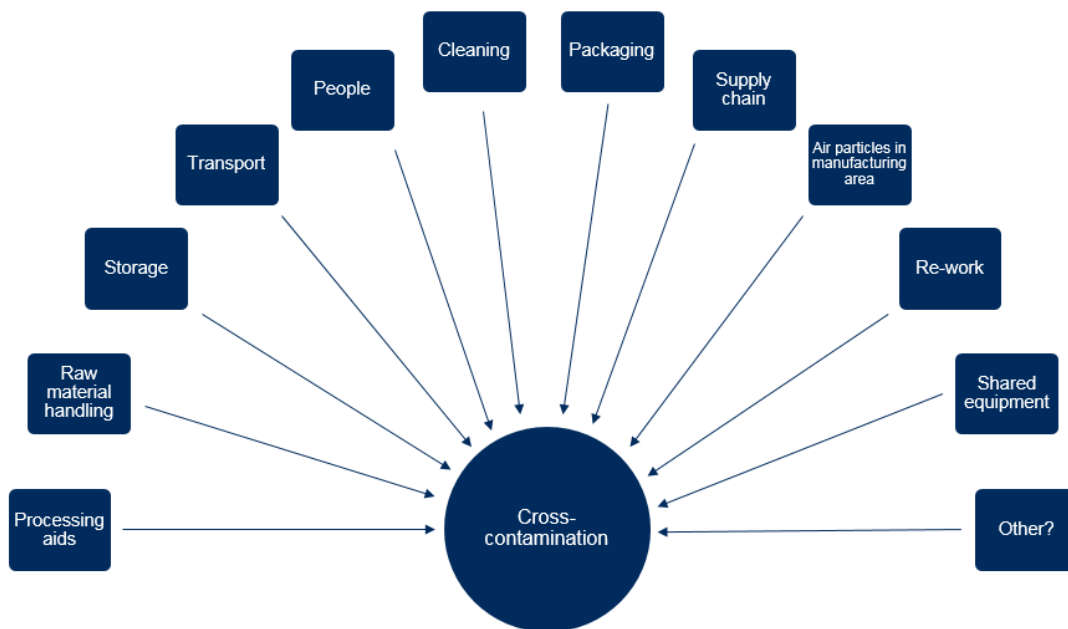 Cleaning
Packaging
People
Supply
chain
Transport
Air particles in
manufacturing
area
Storage
Re-work
Raw
material
handling
Shared
equipment
Processing
aids
Cross-
contamination
Other?